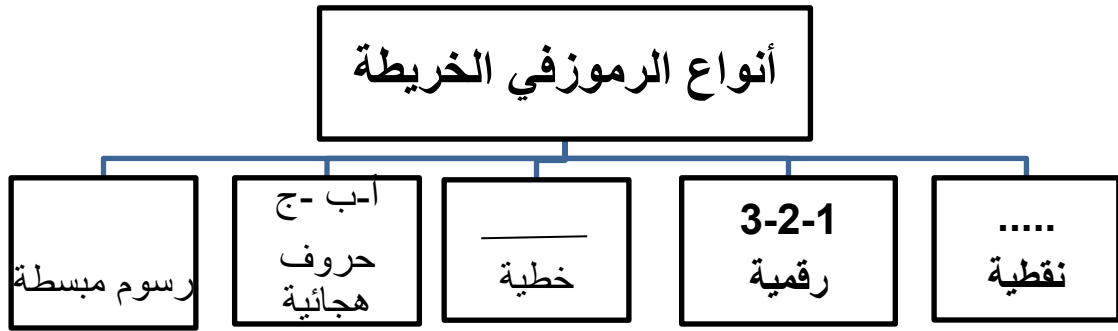 أنواع الرموزفي الخريطة
.....
نقطية
3-2-1
رقمية
خطية
أ-ب -ج
حروف
هجائية
رسوم مبسطة